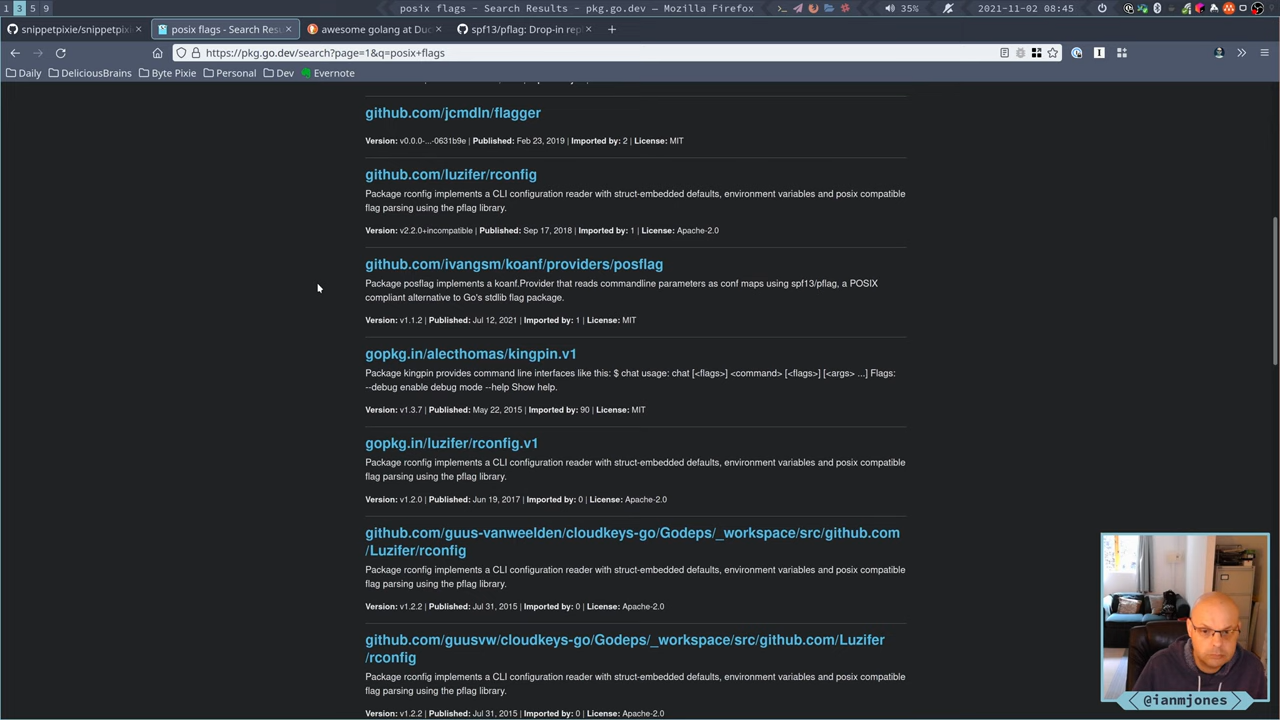 1 3 5 9
posix flags - Search Results - pkg.go.dev — Mozilla Firefox
35%
2021-11-02 08:45
snippetpixie/snippetpixi
posix flags - Search Results
awesome golang at Duc
spf13/pflag: Drop-in rep
https://pkg.go.dev/search?page=1&q=posix+flags
Daily
DeliciousBrains
Byte Pixie
Personal
Dev
Evernote
github.com/jcmdln/flagger
Version: v0.0.0-...-0631b9e | Published: Feb 23, 2019 | Imported by: 2 | License: MIT
github.com/luzifer/rconfig
Package rconfig implements a CLI configuration reader with struct-embedded defaults, environment variables and posix compatible
flag parsing using the pflag library.
Version: v2.2.0+incompatible | Published: Sep 17, 2018 | Imported by: 1 | License: Apache-2.0
github.com/ivangsm/koanf/providers/posflag
Package posflag implements a koanf.Provider that reads commandline parameters as conf maps using spf13/pflag, a POSIX
compliant alternative to Go's stdlib flag package.
Version: v1.1.2 | Published: Jul 12, 2021 | Imported by: 1 | License: MIT
gopkg.in/alecthomas/kingpin.v1
Package kingpin provides command line interfaces like this: $ chat usage: chat [<flags>] <command> [<flags>] [<args> ...] Flags:
--debug enable debug mode --help Show help.
Version: v1.3.7 | Published: May 22, 2015 | Imported by: 90 | License: MIT
gopkg.in/luzifer/rconfig.v1
Package rconfig implements a CLI configuration reader with struct-embedded defaults, environment variables and posix compatible
flag parsing using the pflag library.
Version: v1.2.0 | Published: Jun 19, 2017 | Imported by: 0 | License: Apache-2.0
github.com/guus-vanweelden/cloudkeys-go/Godeps/_workspace/src/github.com
/Luzifer/rconfig
Package rconfig implements a CLI configuration reader with struct-embedded defaults, environment variables and posix compatible
flag parsing using the pflag library.
Version: v1.2.2 | Published: Jul 31, 2015 | Imported by: 0 | License: Apache-2.0
github.com/guusvw/cloudkeys-go/Godeps/_workspace/src/github.com/Luzifer
/rconfig
Package rconfig implements a CLI configuration reader with struct-embedded defaults, environment variables and posix compatible
flag parsing using the pflag library.
Version: v1.2.2 | Published: Jul 31, 2015 | Imported by: 0 | License: Apache-2.0
@ianmjones